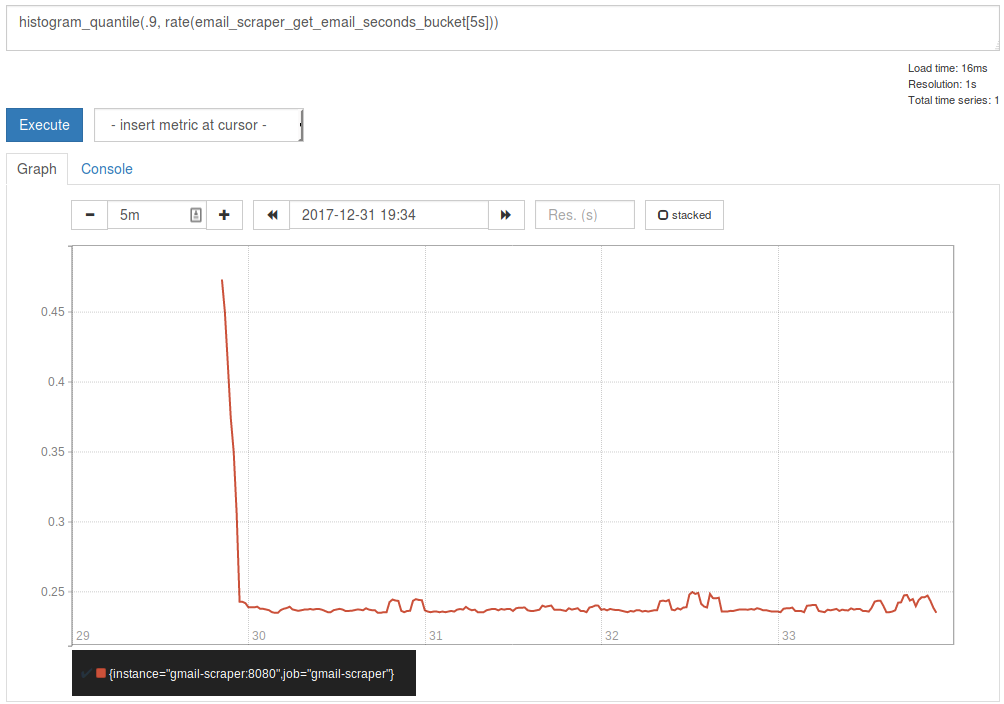 histogram_quantile(.9, rate(email_scraper_get_email_seconds_bucket[5s]))
Load time: 16ms
Resolution: 1s
Total time series: 1
Execute
- insert metric at cursor -
Graph
Console
5m
2017-12-31 19:34
Res. (s)
stacked
0.45
0.4
0.35
0.3
0.25
29 30 31 32 33
{instance="gmail-scraper:8080",job="gmail-scraper"}